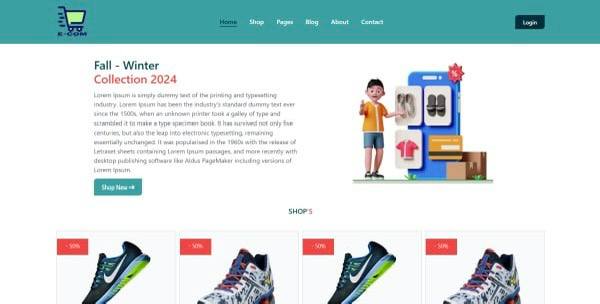 E-COM
Home Shop Pages Blog About Contact
Login
Fall - Winter
Collection 2024
Lorem Ipsum is simply dummy text of the printing and typesetting
industry. Lorem Ipsum has been the industry's standard dummy text ever
since the 1500s, when an unknown printer took a galley of type and
scrambled it to make a type specimen book. It has survived not only five
centuries, but also the leap into electronic typesetting, remaining
essentially unchanged. It was popularised in the 1960s with the release of
Letraset sheets containing Lorem Ipsum passages, and more recently with
desktop publishing software like Aldus PageMaker including versions of
Lorem Ipsum.
Shop Now →
%
SHOP'S
- 50% - 50% - 50% - 50%